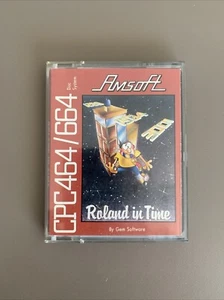 Amsoft
CPC464/664
Disc
System
Roland in Time
By Gem Software